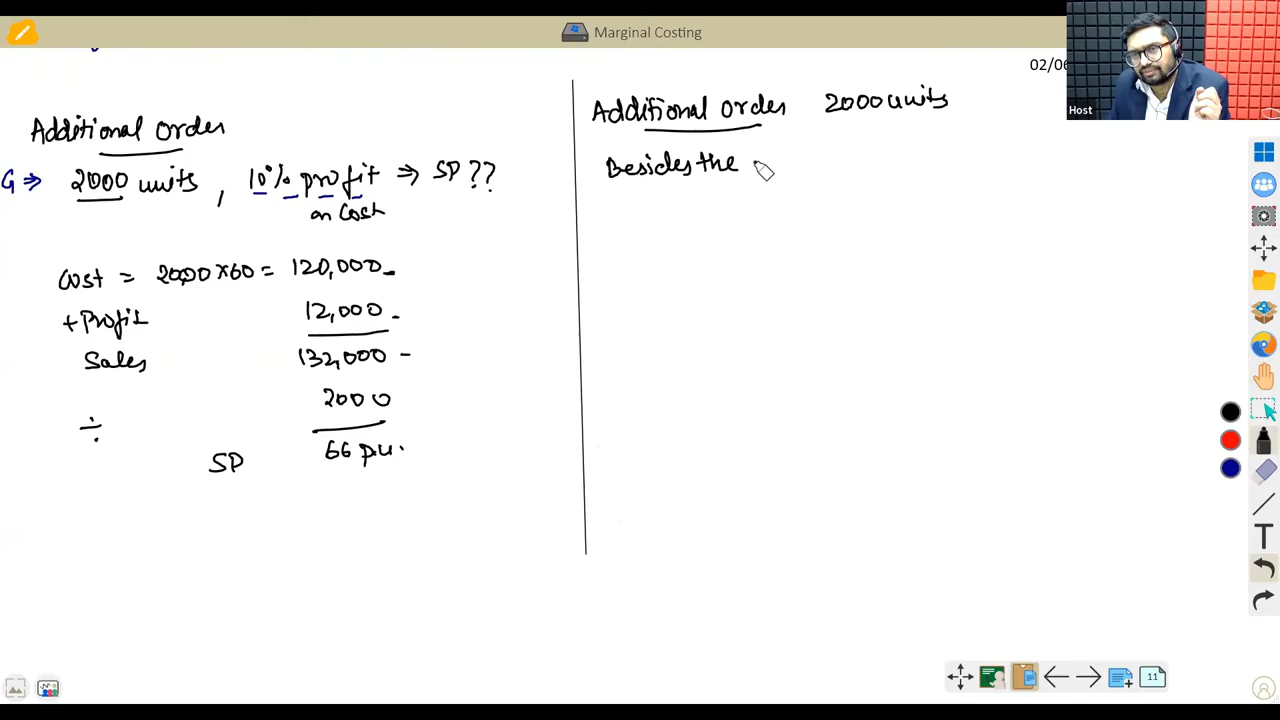 Marginal Costing
02/06
Host
Additional Order
G ⇒ 2000 units, 10% profit ⇒ SP??
on Cost
Cost = 2000×60 = 120,000
+Profit 12,000
Sales 132,000
÷ 2000
SP 66 p.u.
Additional Order 2000 units
Besides the
T
11